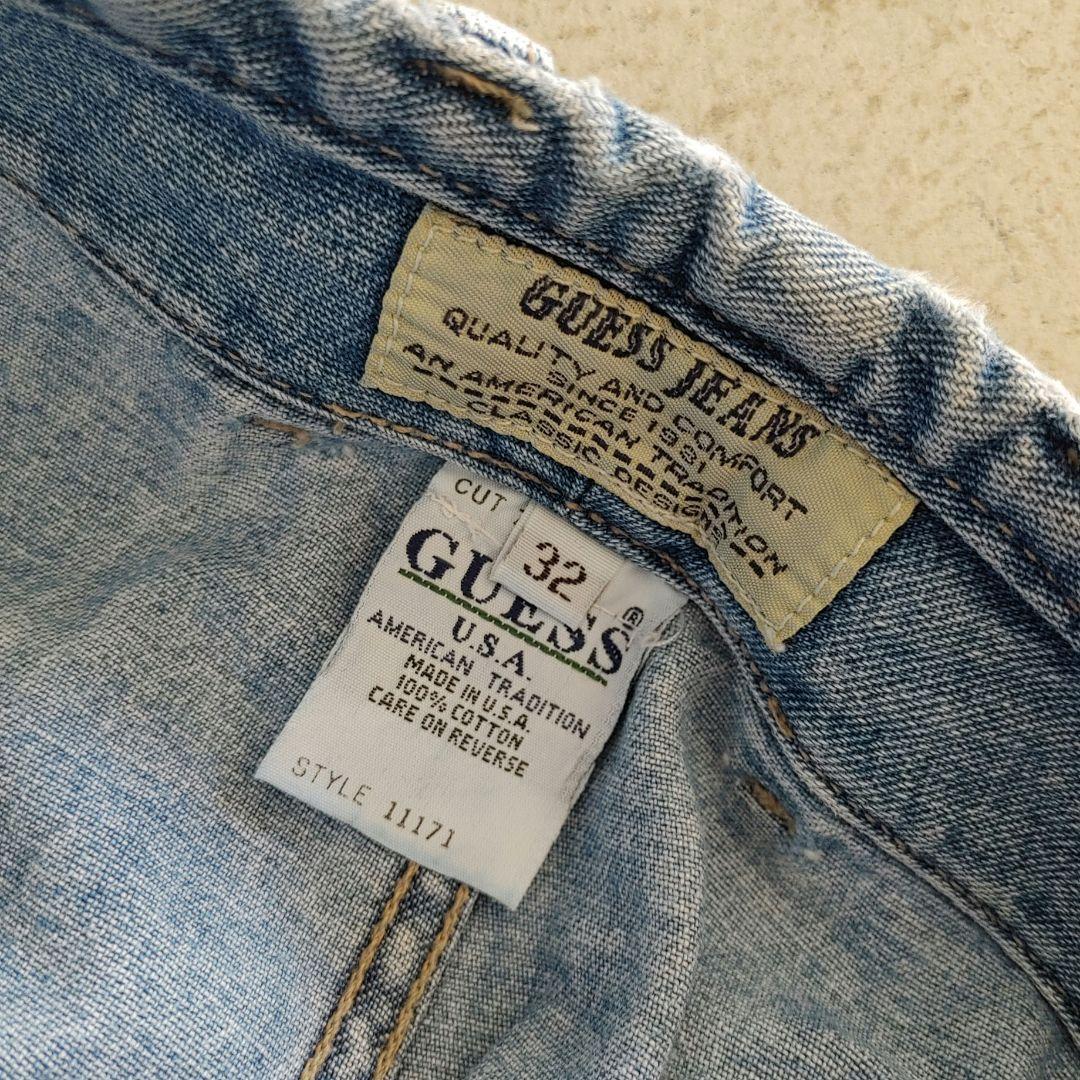 GUESS JEANS
QUALITY AND COMFORT
SINCE 1981
AN AMERICAN TRADITION
CLASSIC DESIGNS
CUT
32
GUESS ®
U.S.A.
AMERICAN TRADITION
MADE IN U.S.A.
100% COTTON
CARE ON REVERSE
STYLE 11171